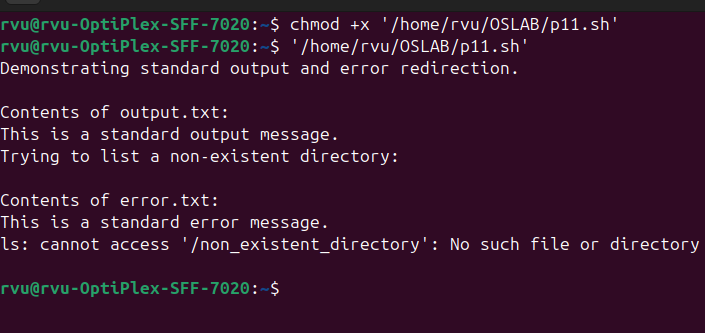 rvu@rvu-OptiPlex-SFF-7020:~$ chmod +x '/home/rvu/OSLAB/p11.sh'
rvu@rvu-OptiPlex-SFF-7020:~$ '/home/rvu/OSLAB/p11.sh'
Demonstrating standard output and error redirection.
Contents of output.txt:
This is a standard output message.
Trying to list a non-existent directory:
Contents of error.txt:
This is a standard error message.
ls: cannot access '/non_existent_directory': No such file or directory
rvu@rvu-OptiPlex-SFF-7020:~$